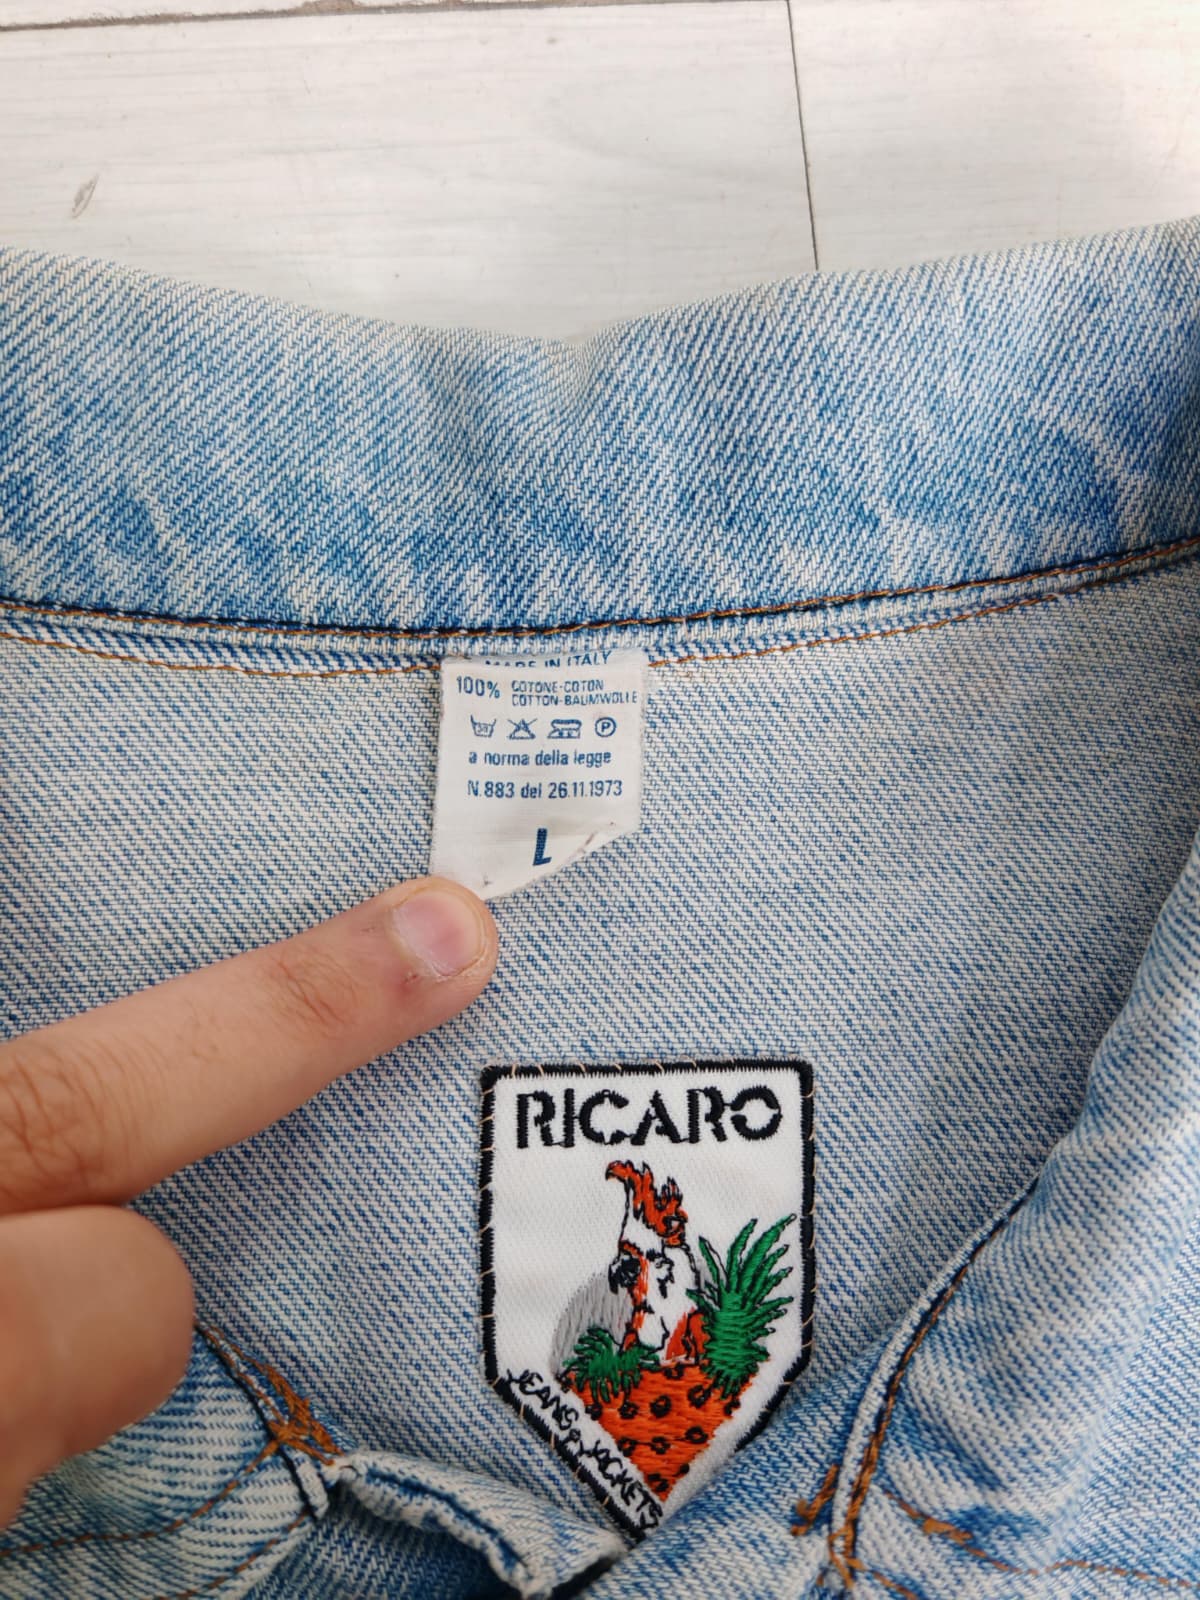 MADE IN ITALY
100% COTONE-COTON
COTTON-BAUMWOLLE
30 P
a norma della legge
N.883 del 26.11.1973
L
RICARO
JEANS & JACKETS